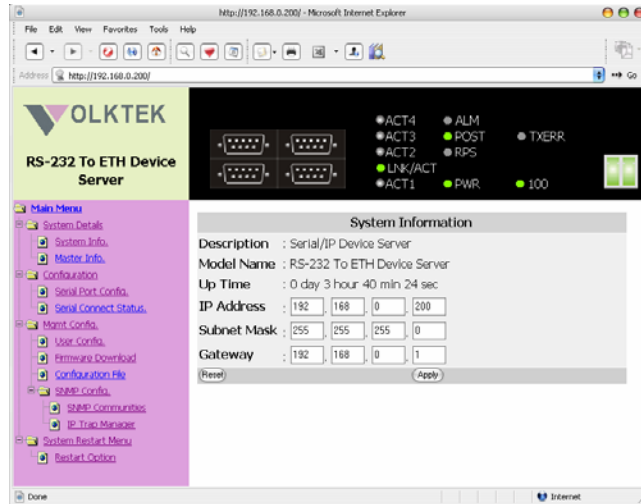 http://192.168.0.200/ - Microsoft Internet Explorer
File Edit View Favorites Tools Help
Address http://192.168.0.200/ Go
VOLKTEK
RS-232 To ETH Device
Server
ACT4 ALM
ACT3 POST TXERR
ACT2 RPS
LNK/ACT
ACT1 PWR 100
Main Menu
System Details
System Info.
Master Info.
Configuration
Serial Port Config.
Serial Connect Status.
Mgmt Config.
User Config.
Firmware Download
Configuration File
SNMP Config.
SNMP Communities
IP Trap Manager
System Restart Menu
Restart Option
System Information
Description : Serial/IP Device Server
Model Name : RS-232 To ETH Device Server
Up Time : 0 day 3 hour 40 min 24 sec
IP Address : 192 . 168 . 0 . 200
Subnet Mask : 255 . 255 . 255 . 0
Gateway : 192 . 168 . 0 . 1
Reset Apply
Done Internet